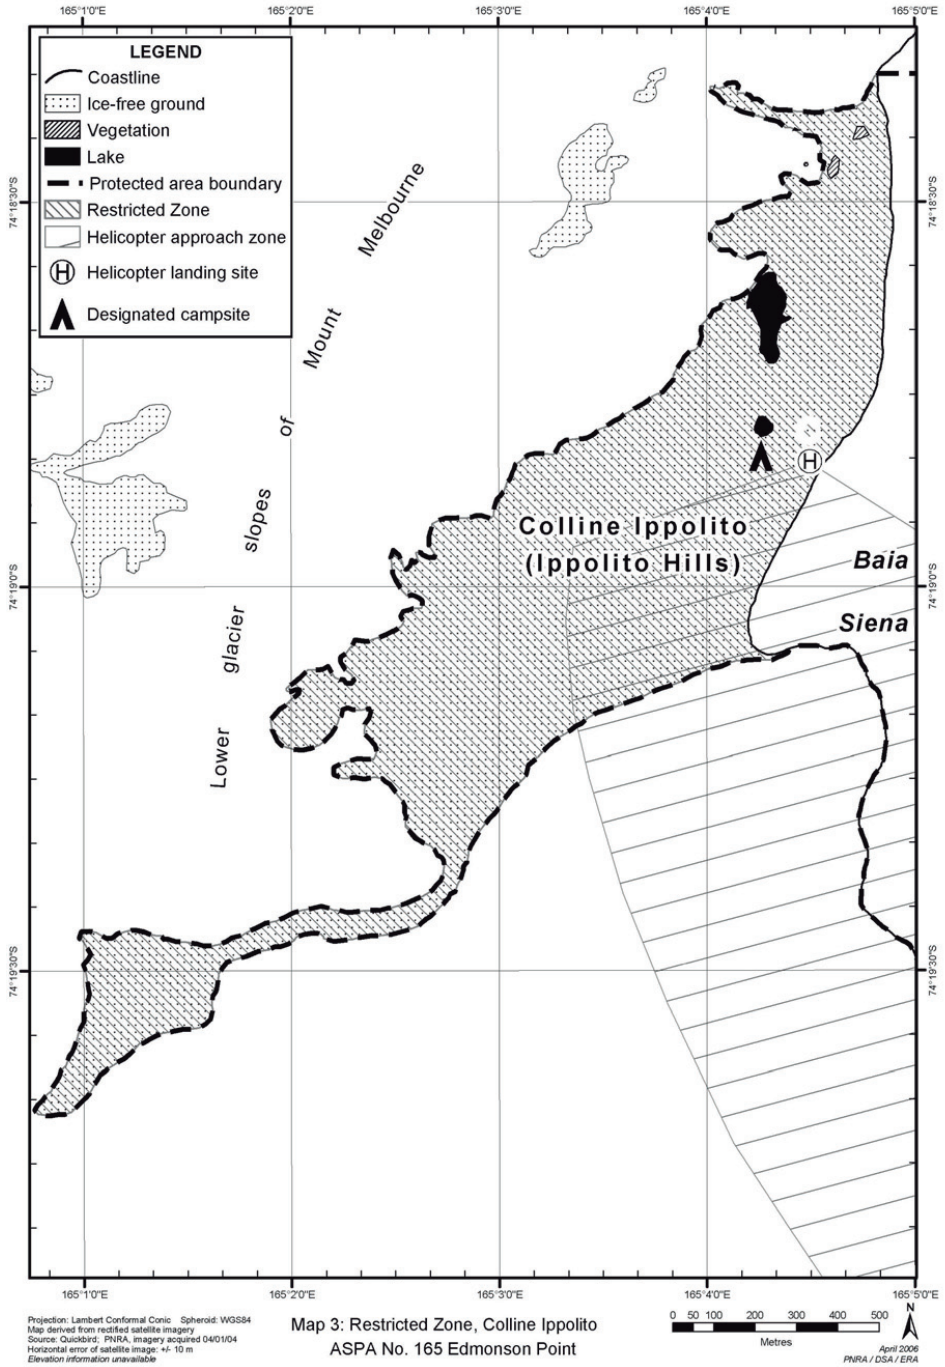 165°1'0"E 165°2'0"E 165°3'0"E 165°4'0"E 165°5'0"E
LEGEND
Coastline
Ice-free ground
Vegetation
Lake
Protected area boundary
Restricted Zone
Helicopter approach zone
H Helicopter landing site
Designated campsite
74°18'30"S 74°18'30"S
Lower glacier slopes of Mount Melbourne
H
Colline Ippolito
(Ippolito Hills)
Baia
Siena
74°19'0"S 74°19'0"S
74°19'30"S 74°19'30"S
165°1'0"E 165°2'0"E 165°3'0"E 165°4'0"E 165°5'0"E
Projection: Lambert Conformal Conic Spheroid: WGS84
Map derived from rectified satellite imagery
Source: Quickbird; PNRA, imagery acquired 04/01/04
Horizontal error of satellite image: +/- 10 m
Elevation information unavailable
Map 3: Restricted Zone, Colline Ippolito
ASPA No. 165 Edmonson Point
0 50 100 200 300 400 500
Metres
N
April 2006
PNRA / DSA / ERA